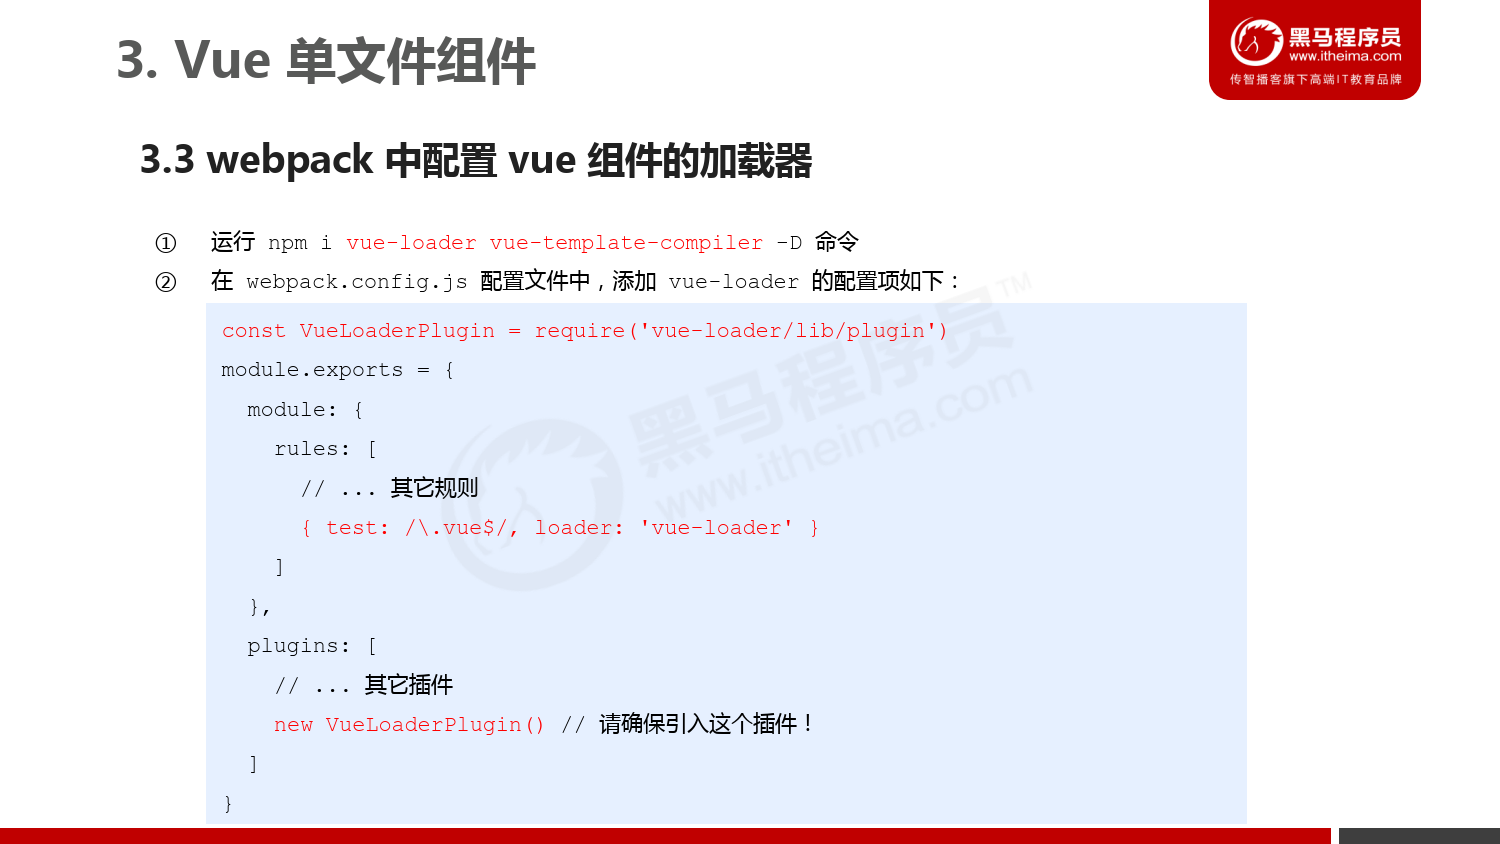 3. Vue 单文件组件
黑马程序员
www.itheima.com
传智播客旗下高端IT教育品牌
3.3 webpack 中配置 vue 组件的加载器
① 运行 npm i vue-loader vue-template-compiler -D 命令
② 在 webpack.config.js 配置文件中，添加 vue-loader 的配置项如下：
const VueLoaderPlugin = require('vue-loader/lib/plugin')
module.exports = {
  module: {
    rules: [
      // ... 其它规则
      { test: /\.vue$/, loader: 'vue-loader' }
    ]
  },
  plugins: [
    // ... 其它插件
    new VueLoaderPlugin() // 请确保引入这个插件！
  ]
}
黑马程序员™
www.itheima.com